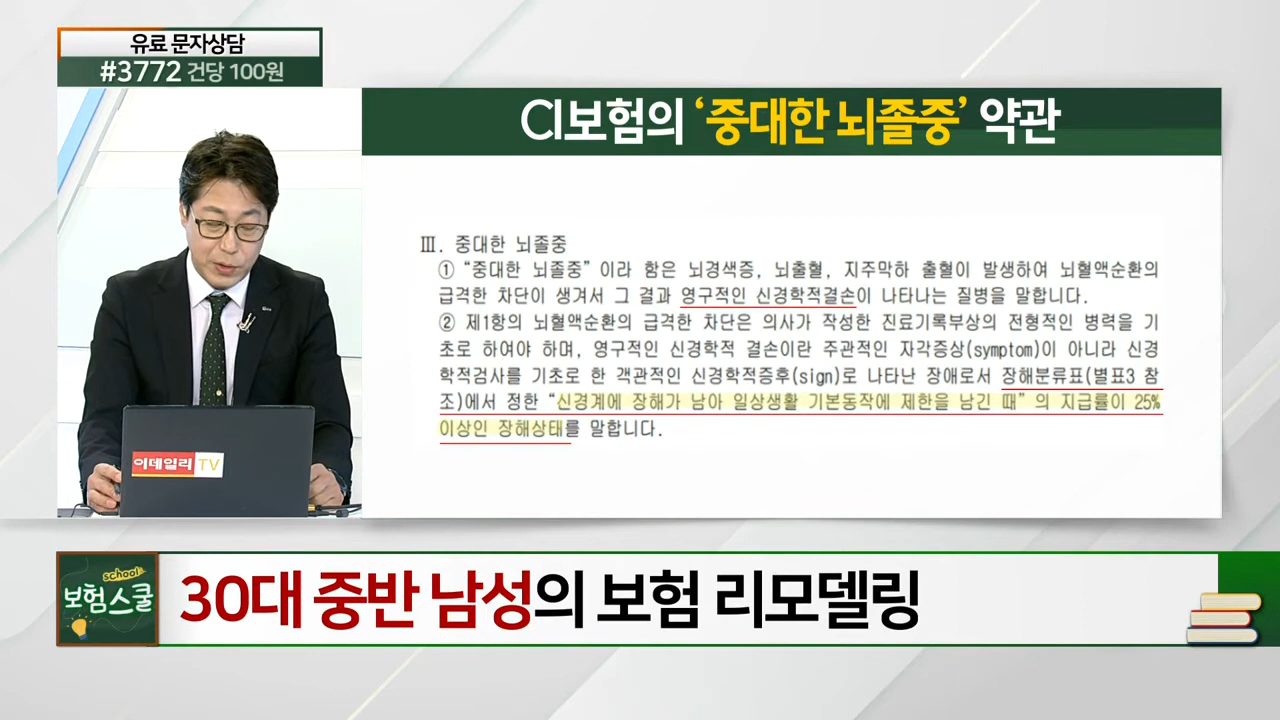 유료 문자상담
#3772 건당 100원
CI보험의 ‘중대한 뇌졸중’ 약관
Ⅲ. 중대한 뇌졸중
① “중대한 뇌졸중” 이라 함은 뇌경색증, 뇌출혈, 지주막하 출혈이 발생하여 뇌혈액순환의
급격한 차단이 생겨서 그 결과 영구적인 신경학적결손이 나타나는 질병을 말합니다.
② 제1항의 뇌혈액순환의 급격한 차단은 의사가 작성한 진료기록부상의 전형적인 병력을 기
초로 하여야 하며, 영구적인 신경학적 결손이란 주관적인 자각증상(symptom)이 아니라 신경
학적검사를 기초로 한 객관적인 신경학적증후(sign)로 나타난 장애로서 장해분류표(별표3 참
조)에서 정한 “신경계에 장해가 남아 일상생활 기본동작에 제한을 남긴 때” 의 지급률이 25%
이상인 장해상태를 말합니다.
이데일리 TV
school
보험스쿨
30대 중반 남성의 보험 리모델링